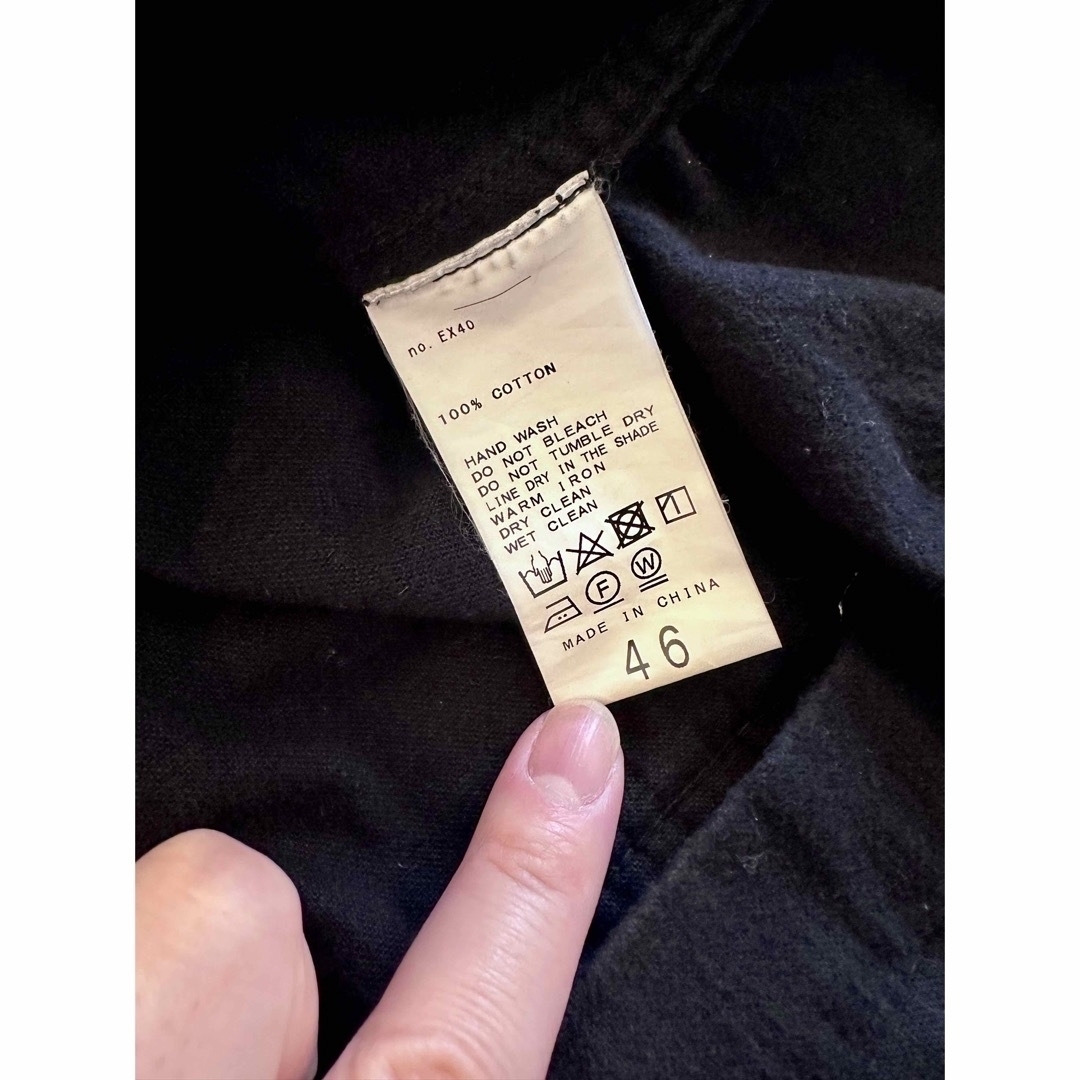 no. EX40
100% COTTON
HAND WASH
DO NOT BLEACH
DO NOT TUMBLE DRY
LINE DRY IN THE SHADE
WARM IRON
DRY CLEAN
WET CLEAN
F W
MADE IN CHINA
46